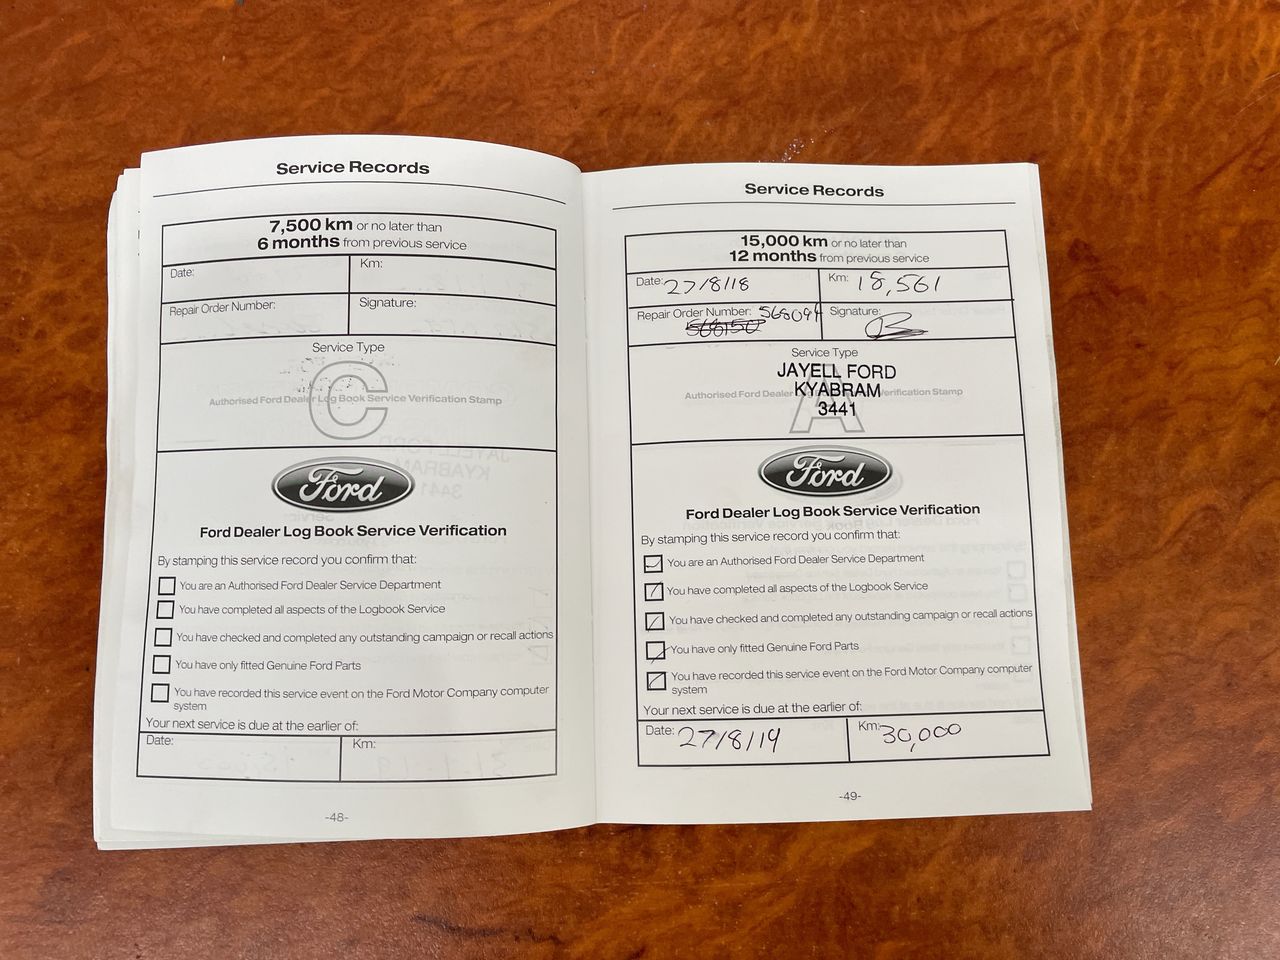 Service Records
7,500 km or no later than
6 months from previous service
Date:
Km:
Repair Order Number:
Signature:
Service Type
C
Authorised Ford Dealer Log Book Service Verification Stamp
Ford
Ford Dealer Log Book Service Verification
By stamping this service record you confirm that:
You are an Authorised Ford Dealer Service Department
You have completed all aspects of the Logbook Service
You have checked and completed any outstanding campaign or recall actions
You have only fitted Genuine Ford Parts
You have recorded this service event on the Ford Motor Company computer
system
Your next service is due at the earlier of:
Date:
Km:
-48-
Service Records
15,000 km or no later than
12 months from previous service
Date: 27/8/18
Km: 18,561
Repair Order Number: 568094
568150
Signature:
Service Type
JAYELL FORD
KYABRAM
3441
A
Authorised Ford Dealer Verification Stamp
Ford
Ford Dealer Log Book Service Verification
By stamping this service record you confirm that:
You are an Authorised Ford Dealer Service Department
You have completed all aspects of the Logbook Service
You have checked and completed any outstanding campaign or recall actions
You have only fitted Genuine Ford Parts
You have recorded this service event on the Ford Motor Company computer
system
Your next service is due at the earlier of:
Date: 27/8/19
Km: 30,000
-49-